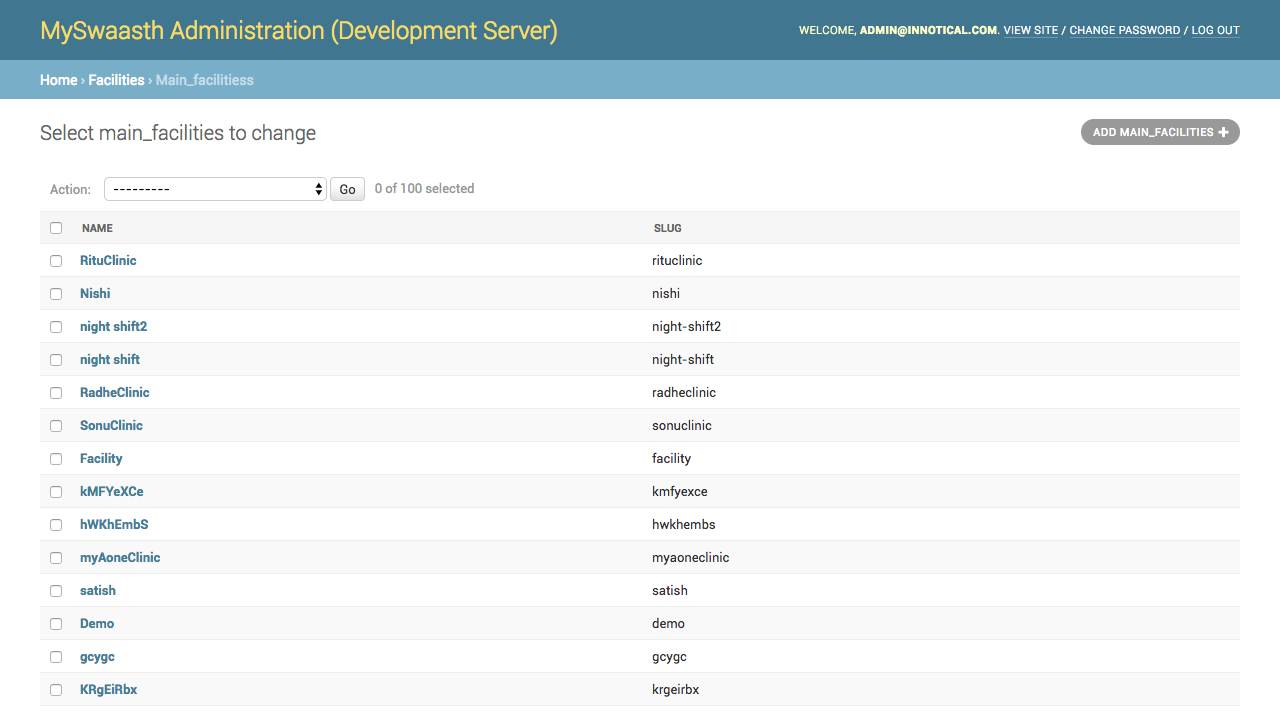 MySwaasth Administration (Development Server)
WELCOME, ADMIN@INNOTICAL.COM. VIEW SITE / CHANGE PASSWORD / LOG OUT
Home › Facilities › Main_facilitiess
Select main_facilities to change
ADD MAIN_FACILITIES +
Action: --------- Go 0 of 100 selected
NAME SLUG
RituClinic rituclinic
Nishi nishi
night shift2 night-shift2
night shift night-shift
RadheClinic radheclinic
SonuClinic sonuclinic
Facility facility
kMFYeXCe kmfyexce
hWKhEmbS hwkhembs
myAoneClinic myaoneclinic
satish satish
Demo demo
gcygc gcygc
KRgEiRbx krgeirbx